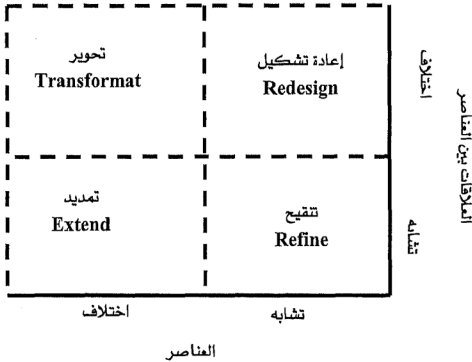 تحوير
Transformat
إعادة تشكيل
Redesign
تمديد
Extend
تنقيح
Refine
اختلاف
تشابه
العلاقات بين العناصر
اختلاف
تشابه
العناصر